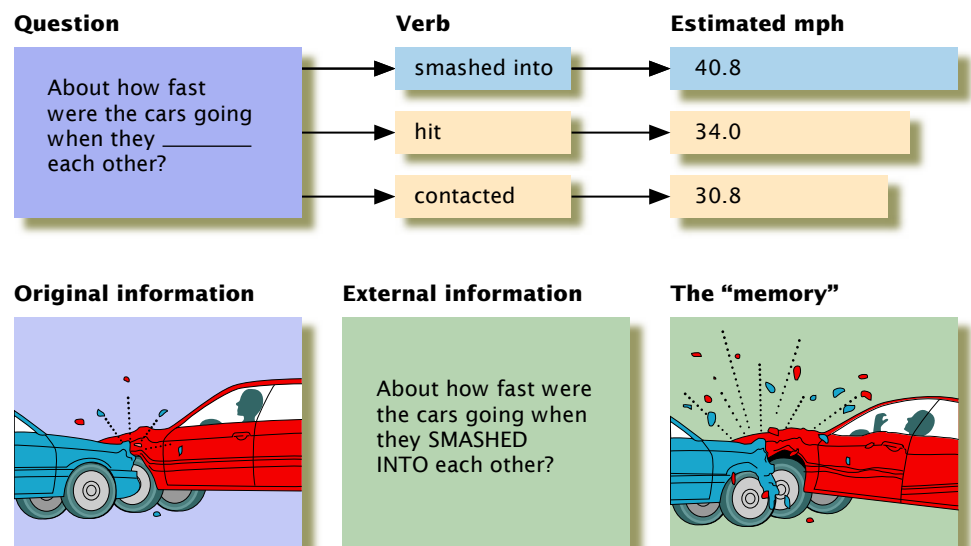 Question
Verb
Estimated mph
About how fast
were the cars going
when they ________
each other?
smashed into
40.8
hit
34.0
contacted
30.8
Original information
External information
The “memory”
About how fast were
the cars going when
they SMASHED
INTO each other?